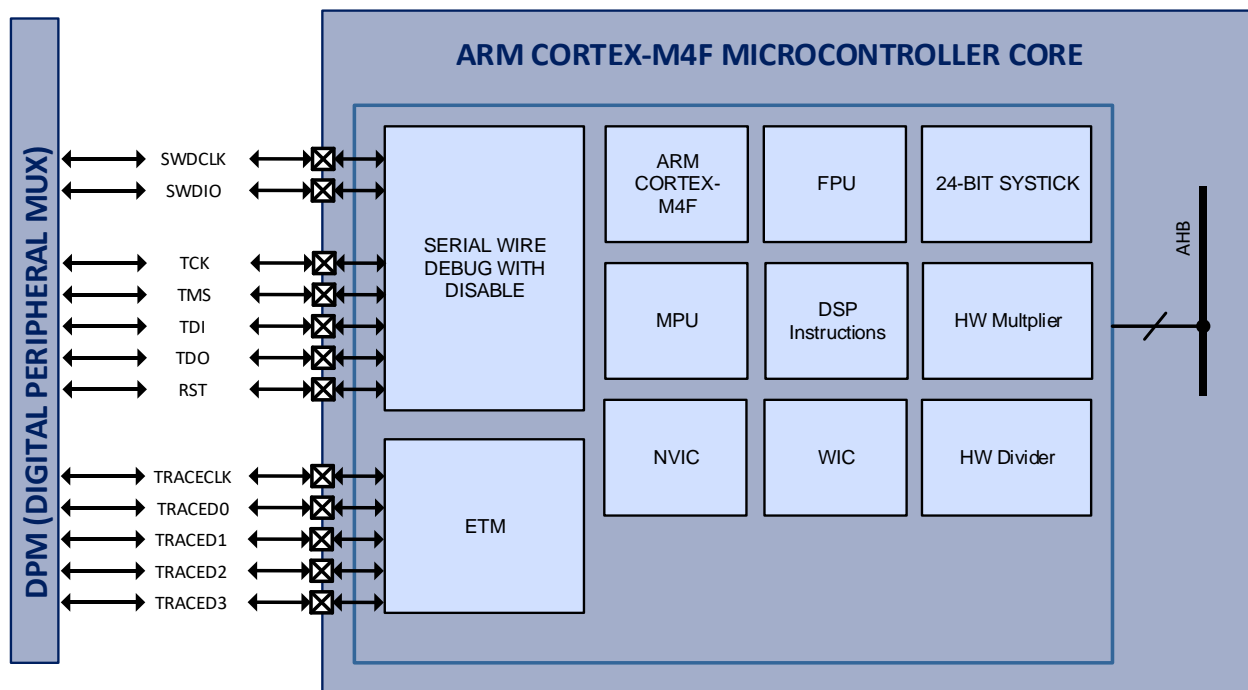 ARM CORTEX-M4F MICROCONTROLLER CORE
DPM (DIGITAL PERIPHERAL MUX)
SWDCLK
SWDIO
TCK
TMS
TDI
TDO
RST
TRACECLK
TRACED0
TRACED1
TRACED2
TRACED3
SERIAL WIRE
DEBUG WITH
DISABLE
ETM
ARM
CORTEX-
M4F
FPU
24-BIT SYSTICK
MPU
DSP
Instructions
HW Multplier
NVIC
WIC
HW Divider
AHB